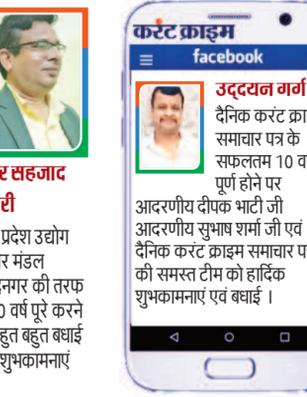 र सहजाद
री
प्रदेश उद्योग
र मंडल
नगर की तरफ
0 वर्ष पूरे करने
हुत बहुत बधाई
शुभकामनाएं
करंट क्राइम
facebook
उद्दयन गर्ग
दैनिक करंट क्रा
समाचार पत्र के
सफलतम 10 व
पूर्ण होने पर
आदरणीय दीपक भाटी जी
आदरणीय सुभाष शर्मा जी एवं
दैनिक करंट क्राइम समाचार प
की समस्त टीम को हार्दिक
शुभकामनाएं एवं बधाई ।